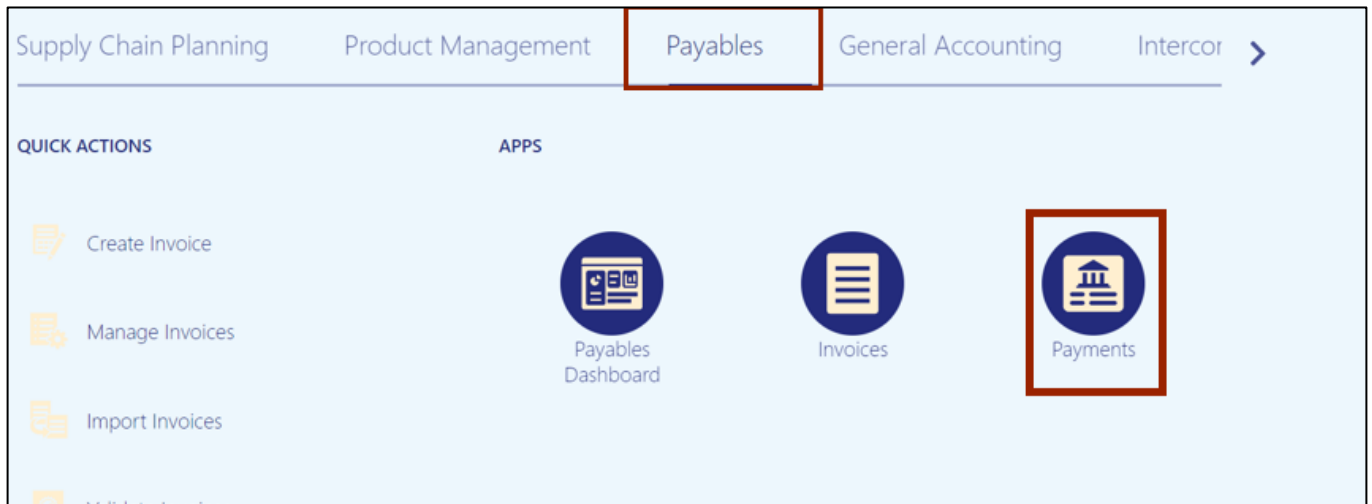 Supply Chain Planning Product Management Payables General Accounting
QUICK ACTIONS APPS
Create Invoice
Manage Invoices
Import Invoices
Payables
Dashboard
Invoices
Payments